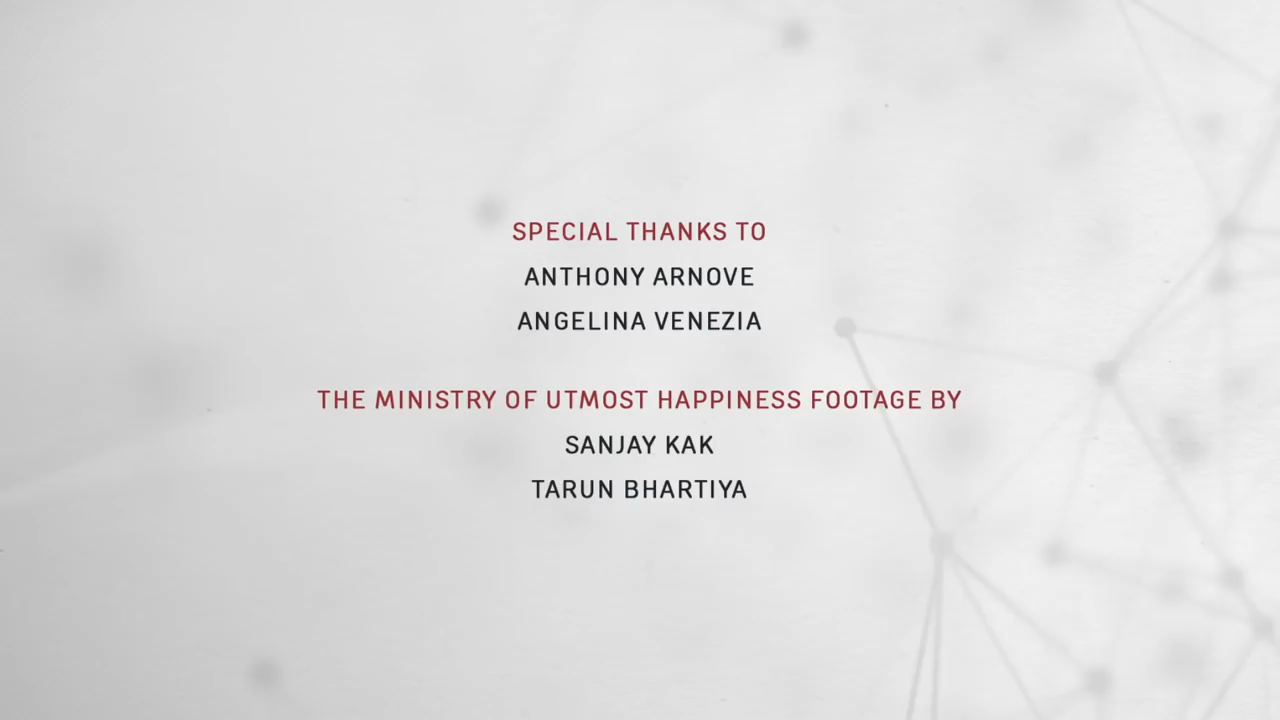 SPECIAL THANKS TO
ANTHONY ARNOVE
ANGELINA VENEZIA
THE MINISTRY OF UTMOST HAPPINESS FOOTAGE BY
SANJAY KAK
TARUN BHARTIYA